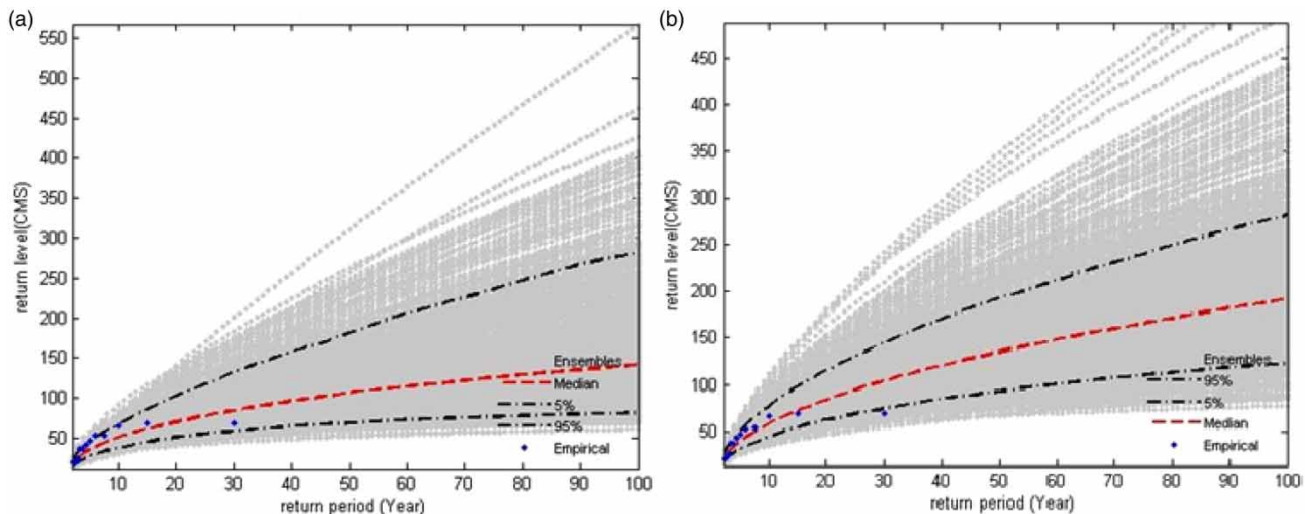 (a)
550
500
450
400
350
300
250
200
150
100
50
return level(CMS)
10 20 30 40 50 60 70 80 90 100
return period (Year)
Ensembles
Median
5%
95%
Empirical
(b)
450
400
350
300
250
200
150
100
50
return level(CMS)
10 20 30 40 50 60 70 80 90 100
return period (Year)
Ensembles
95%
5%
Median
Empirical